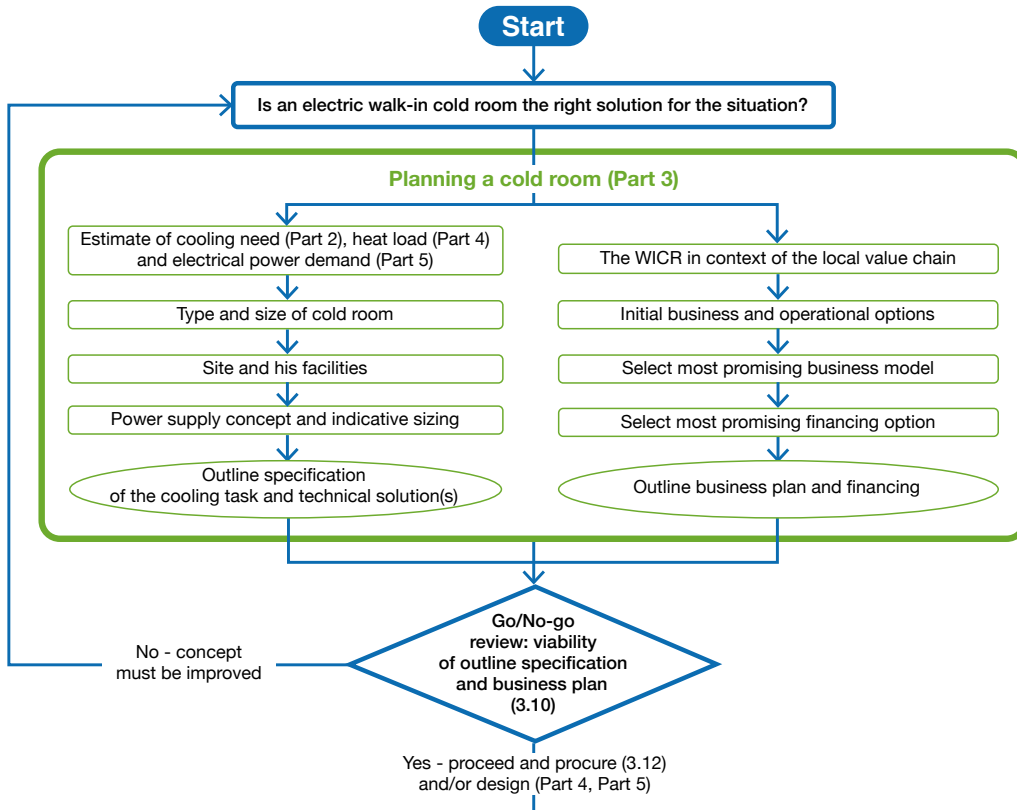 Start
Is an electric walk-in cold room the right solution for the situation?
Planning a cold room (Part 3)
Estimate of cooling need (Part 2), heat load (Part 4)
and electrical power demand (Part 5)
Type and size of cold room
Site and his facilities
Power supply concept and indicative sizing
Outline specification
of the cooling task and technical solution(s)
The WICR in context of the local value chain
Initial business and operational options
Select most promising business model
Select most promising financing option
Outline business plan and financing
Go/No-go
review: viability
of outline specification
and business plan
(3.10)
No - concept
must be improved
Yes - proceed and procure (3.12)
and/or design (Part 4, Part 5)